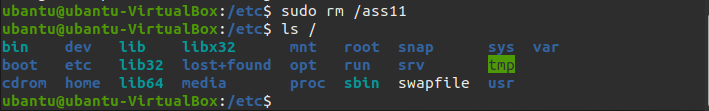 ubantu@ubantu-VirtualBox:/etc$ sudo rm /ass11
ubantu@ubantu-VirtualBox:/etc$ ls /
bin dev lib libx32 mnt root snap sys var
boot etc lib32 lost+found opt run srv tmp
cdrom home lib64 media proc sbin swapfile usr
ubantu@ubantu-VirtualBox:/etc$